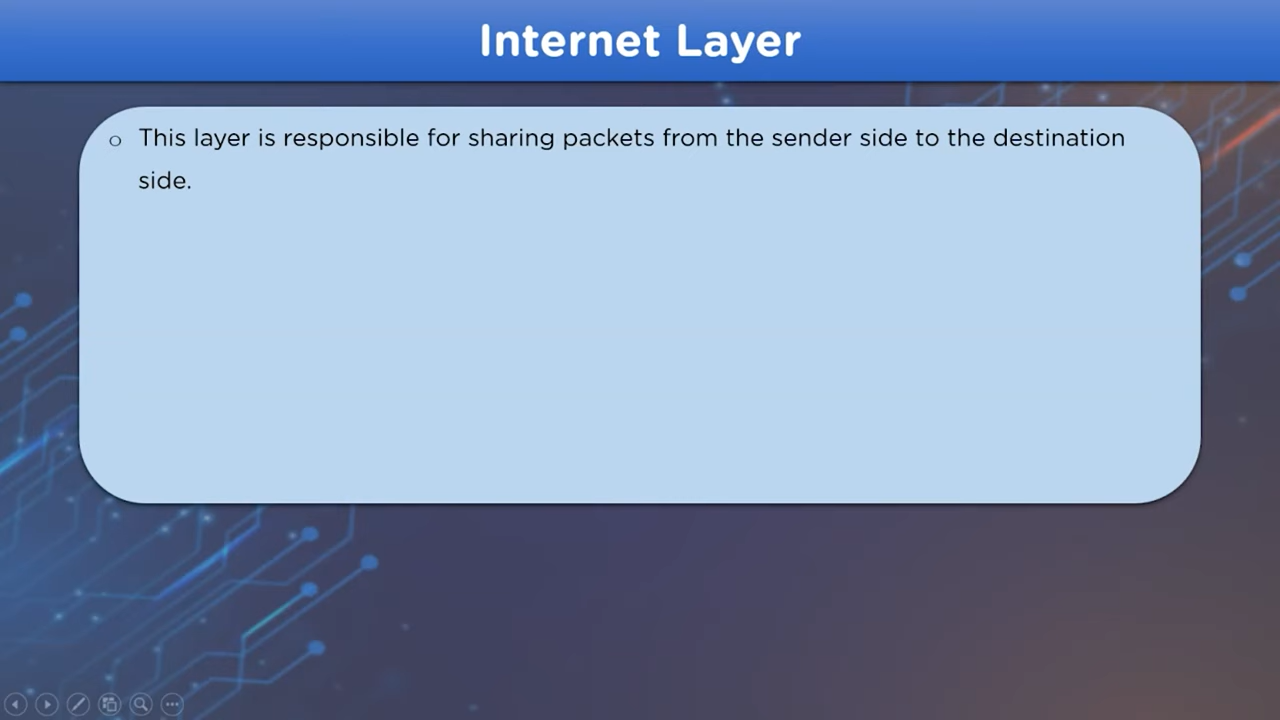 Internet Layer
○ This layer is responsible for sharing packets from the sender side to the destination
side.